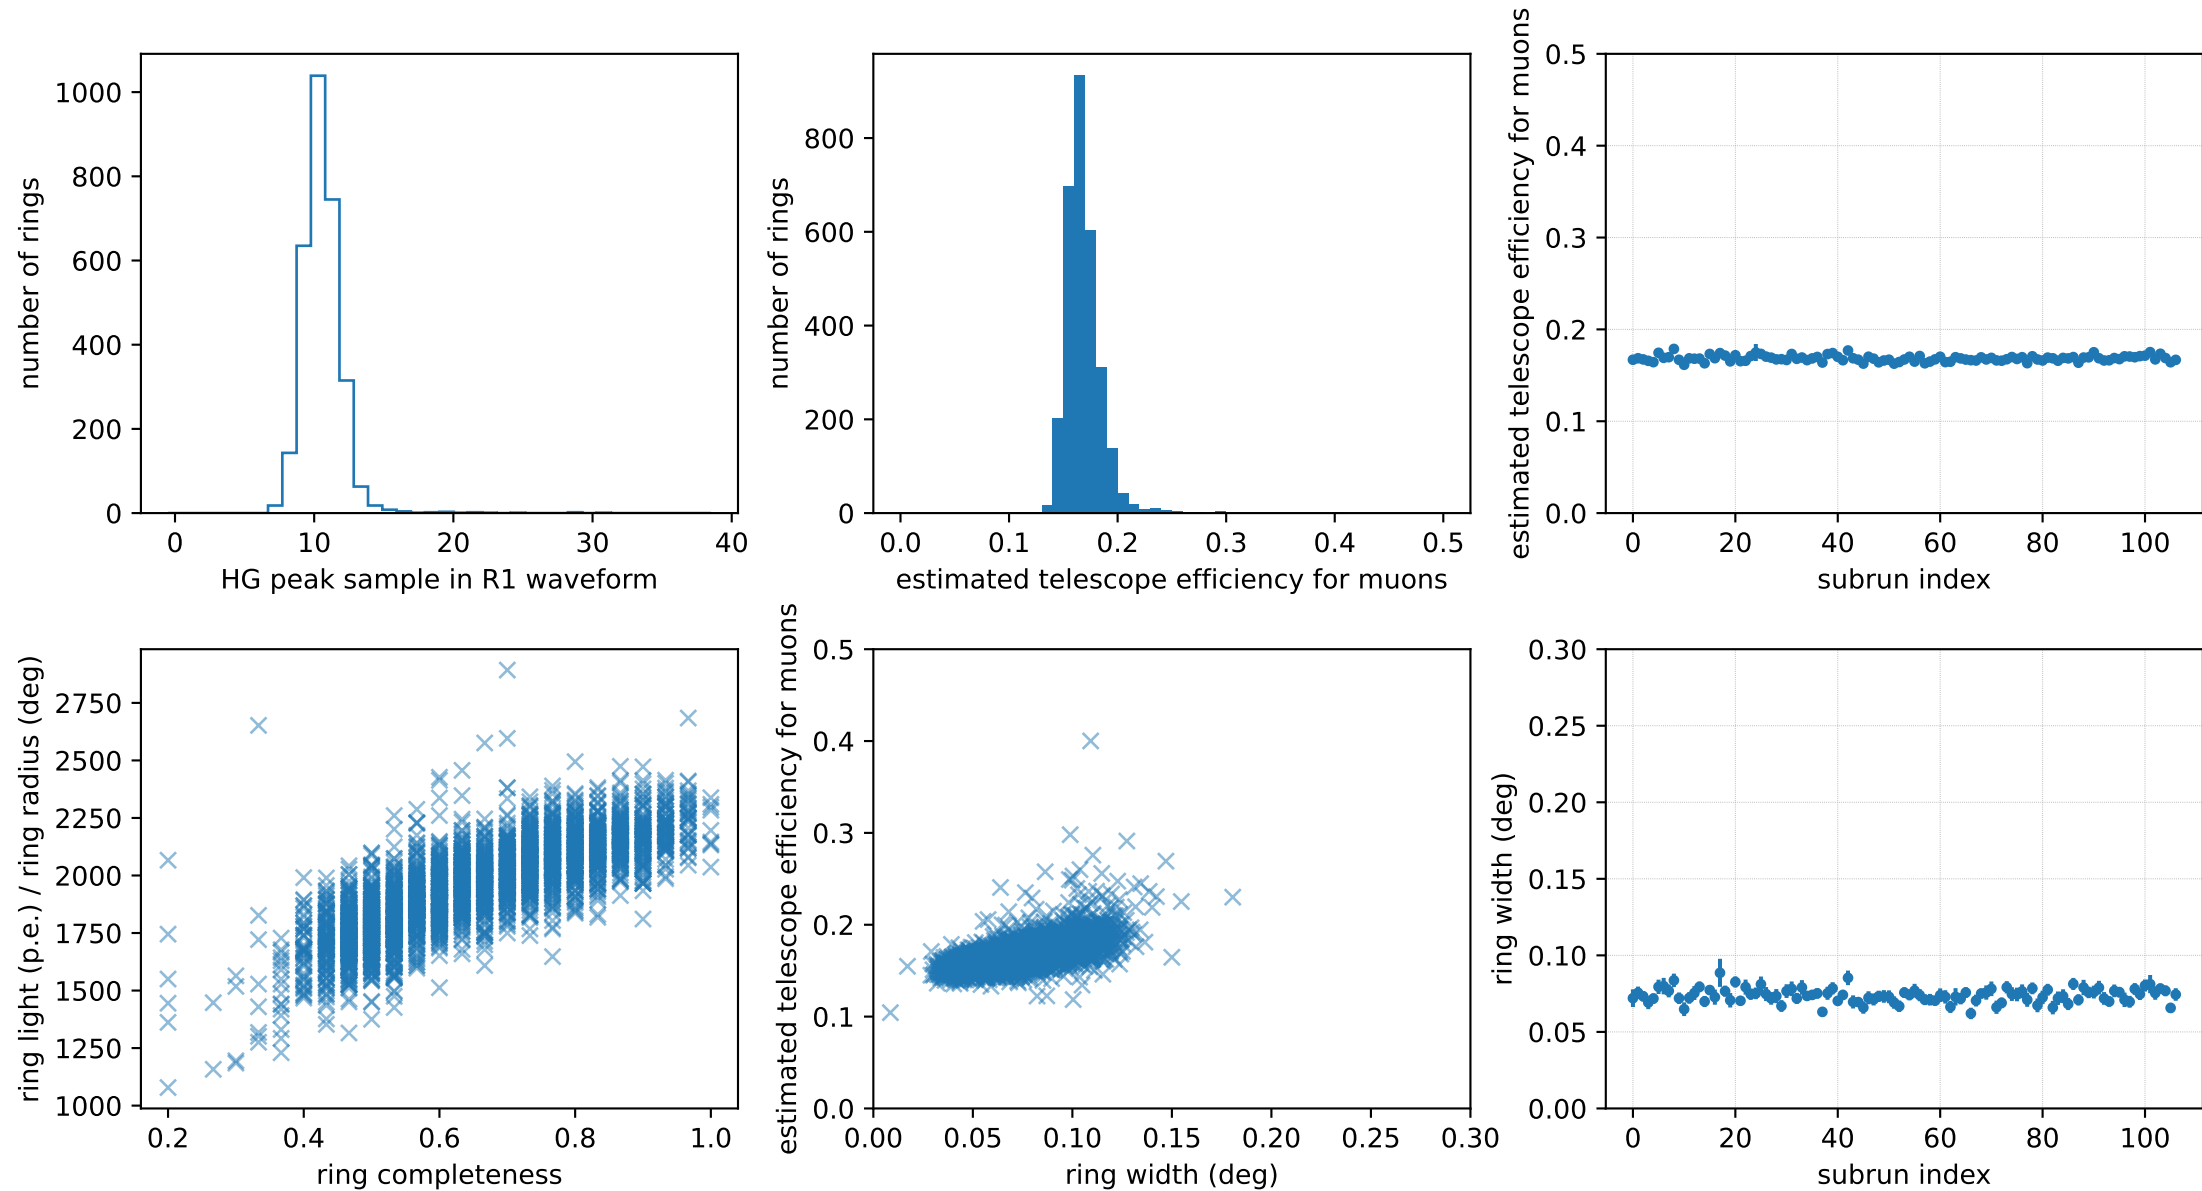 number of rings
1000
800
600
400
200
0
0 10 20 30 40
HG peak sample in R1 waveform
number of rings
800
600
400
200
0
0.0 0.1 0.2 0.3 0.4 0.5
estimated telescope efficiency for muons
estimated telescope efficiency for muons
0.5
0.4
0.3
0.2
0.1
0.0
0 20 40 60 80 100
subrun index
ring light (p.e.) / ring radius (deg)
2750
2500
2250
2000
1750
1500
1250
1000
0.2 0.4 0.6 0.8 1.0
ring completeness
estimated telescope efficiency for muons
0.5
0.4
0.3
0.2
0.1
0.0
0.00 0.05 0.10 0.15 0.20 0.25 0.30
ring width (deg)
ring width (deg)
0.30
0.25
0.20
0.15
0.10
0.05
0.00
0 20 40 60 80 100
subrun index